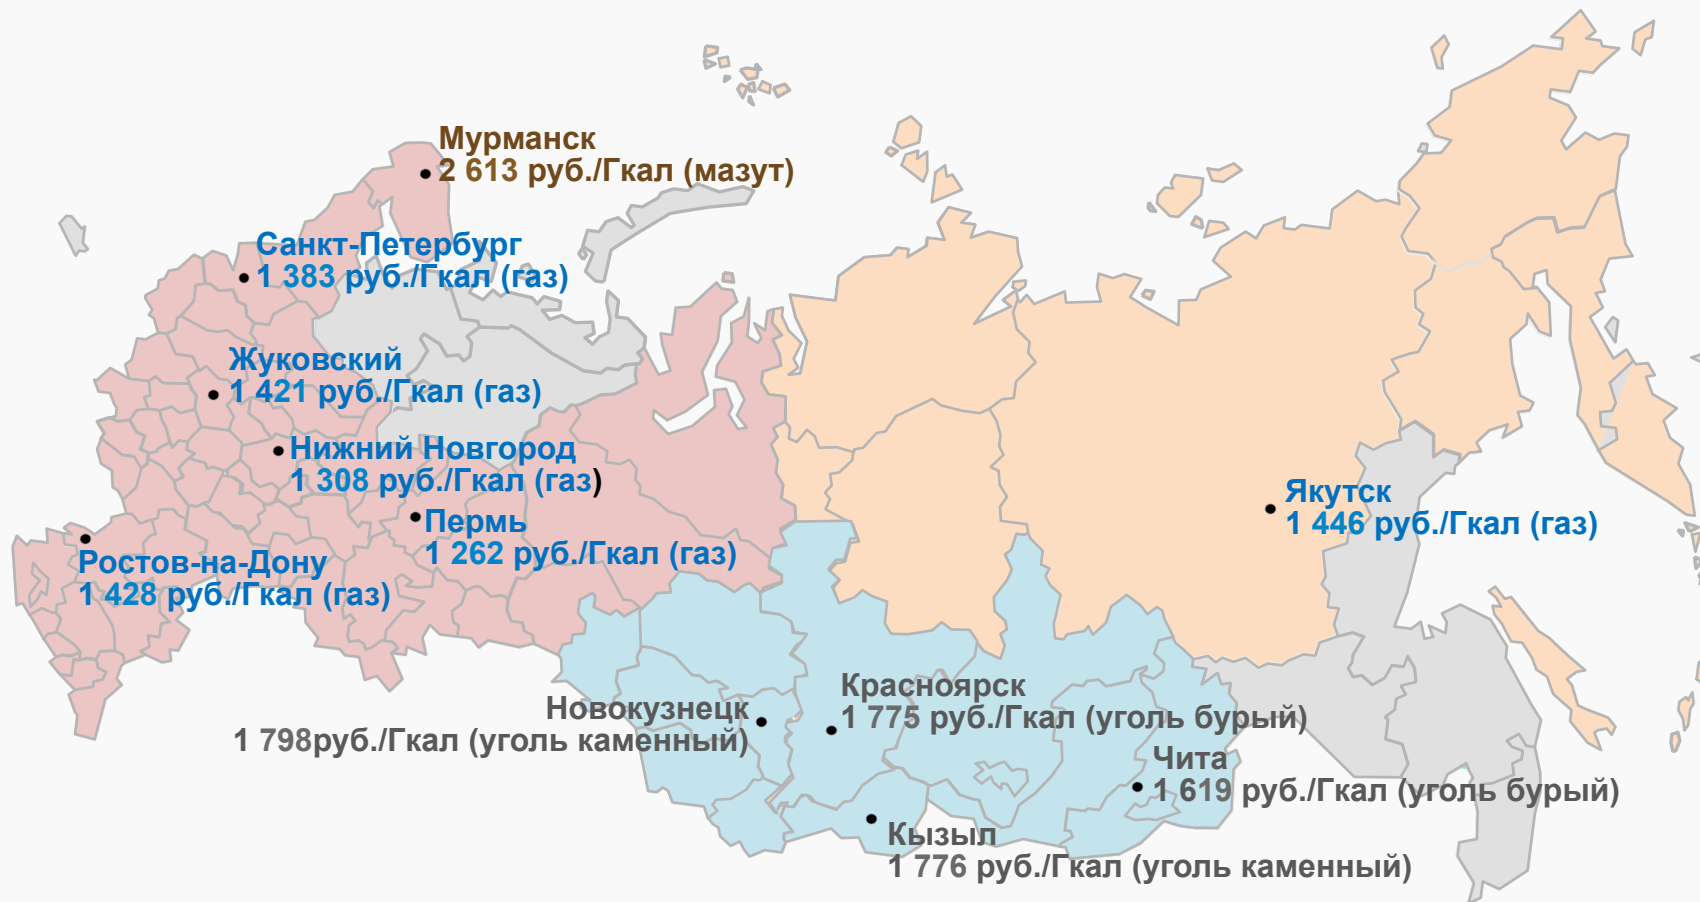 Мурманск
2 613 руб./Гкал (мазут)
Санкт-Петербург
1 383 руб./Гкал (газ)
Жуковский
1 421 руб./Гкал (газ)
Нижний Новгород
1 308 руб./Гкал (газ)
Пермь
1 262 руб./Гкал (газ)
Ростов-на-Дону
1 428 руб./Гкал (газ)
Якутск
1 446 руб./Гкал (газ)
Новокузнецк
1 798руб./Гкал (уголь каменный)
Красноярск
1 775 руб./Гкал (уголь бурый)
Чита
1 619 руб./Гкал (уголь бурый)
Кызыл
1 776 руб./Гкал (уголь каменный)